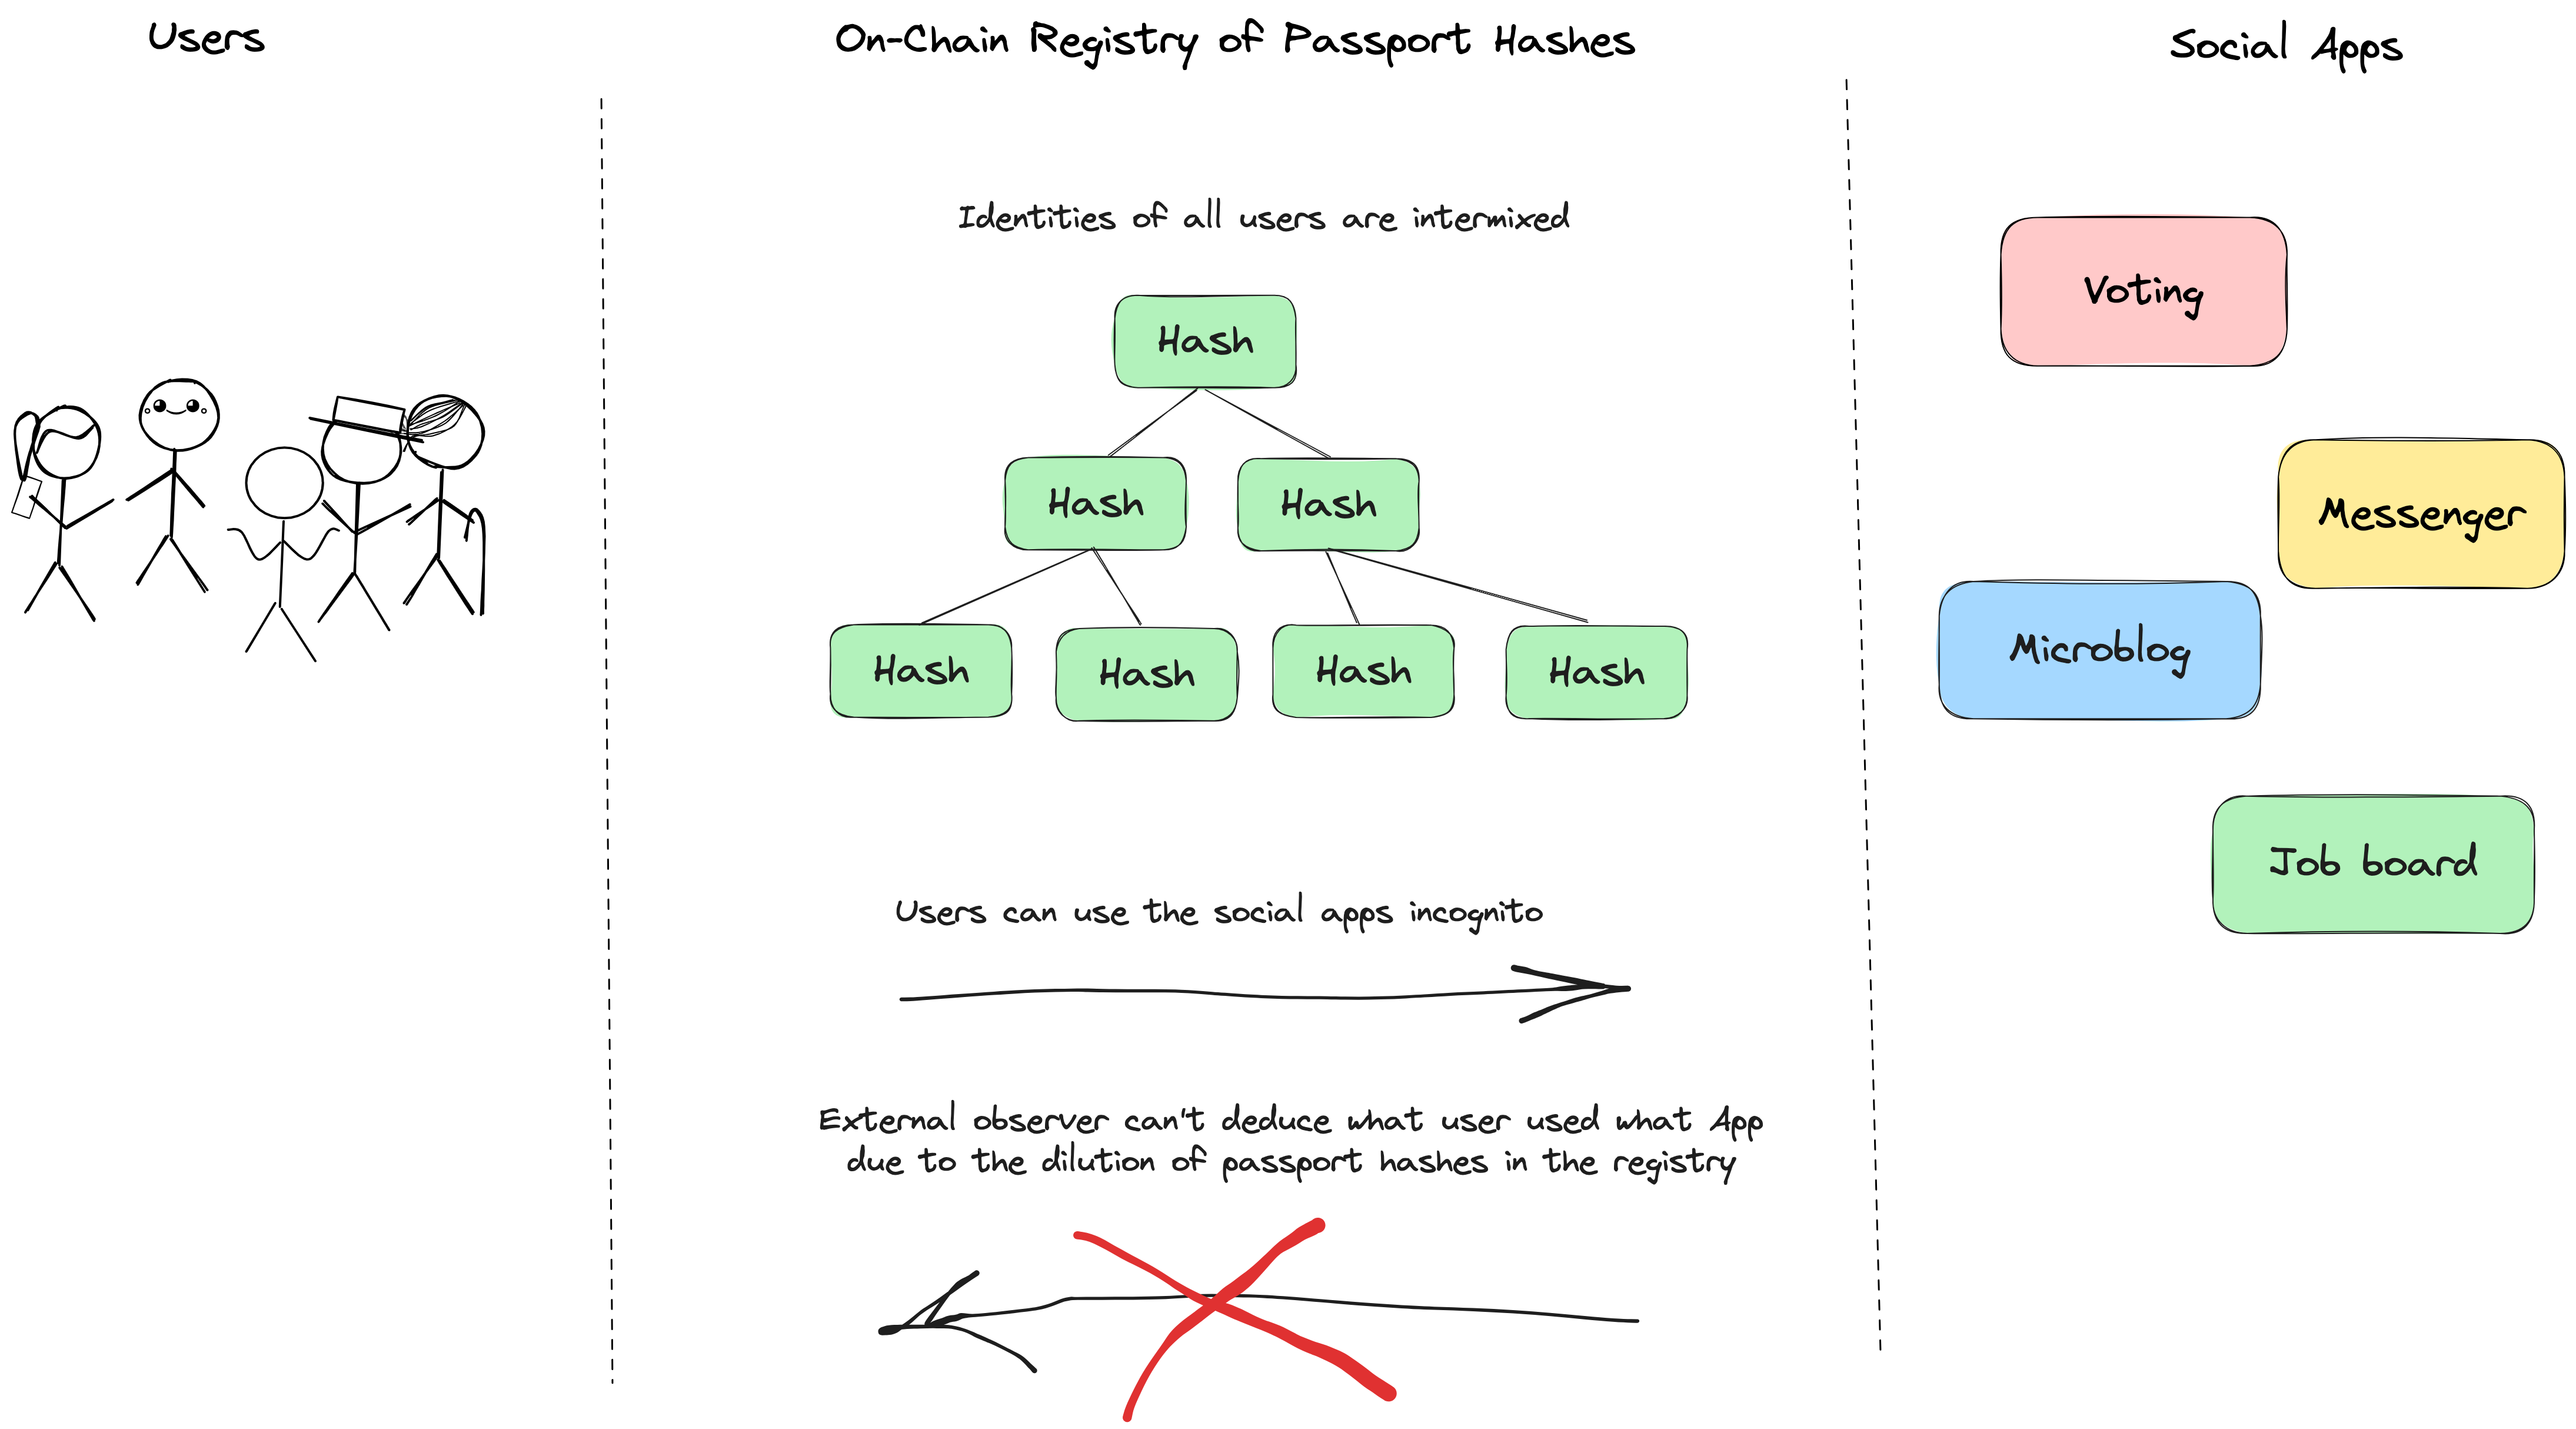 Users
On-Chain Registry of Passport Hashes
Social Apps
Identities of all users are intermixed
Hash
Hash
Hash
Hash
Hash
Hash
Hash
Voting
Messenger
Microblog
Job board
Users can use the social apps incognito
External observer can't deduce what user used what App
due to the dilution of passport hashes in the registry